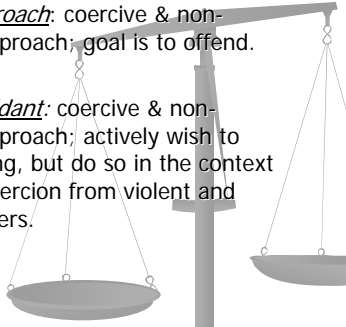 roach: coercive & non-
proach; goal is to offend.
dant: coercive & non-
proach; actively wish to
ng, but do so in the context
ercion from violent and
ers.